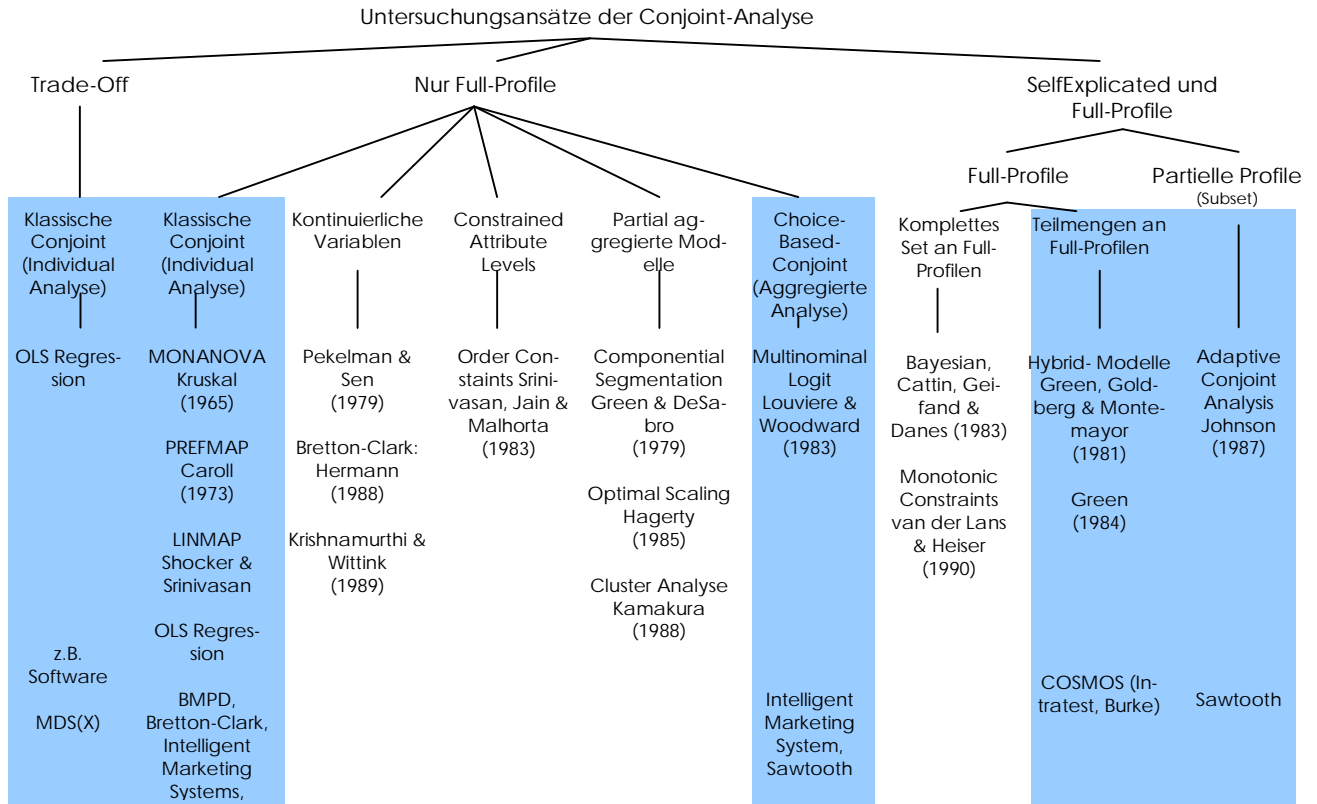 Untersuchungsansätze der Conjoint-Analyse
Trade-Off
Nur Full-Profile
SelfExplicated und
Full-Profile
Full-Profile
Partielle Profile
(Subset)
Klassische
Conjoint
(Individual
Analyse)
OLS Regres-
sion
z.B.
Software
MDS(X)
Klassische
Conjoint
(Individual
Analyse)
MONANOVA
Kruskal
(1965)
PREFMAP
Caroll
(1973)
LINMAP
Shocker &
Srinivasan
OLS Regres-
sion
BMPD,
Bretton-Clark,
Intelligent
Marketing
Systems,
Kontinuierliche
Variablen
Pekelman &
Sen
(1979)
Bretton-Clark:
Hermann
(1988)
Krishnamurthi &
Wittink
(1989)
Constrained
Attribute
Levels
Order Con-
staints Srini-
vasan, Jain &
Malhorta
(1983)
Partial ag-
gregierte Mod-
elle
Componential
Segmentation
Green & DeSa-
bro
(1979)
Optimal Scaling
Hagerty
(1985)
Cluster Analyse
Kamakura
(1988)
Choice-
Based-
Conjoint
(Aggregierte
Analyse)
Multinominal
Logit
Louviere &
Woodward
(1983)
Intelligent
Marketing
System,
Sawtooth
Komplettes
Set an Full-
Profilen
Bayesian,
Cattin, Gei-
fand &
Danes (1983)
Monotonic
Constraints
van der Lans
& Heiser
(1990)
Teilmengen an
Full-Profilen
Hybrid- Modelle
Green, Gold-
berg & Monte-
mayor
(1981)
Green
(1984)
COSMOS (In-
tratest, Burke)
Adaptive
Conjoint
Analysis
Johnson
(1987)
Sawtooth